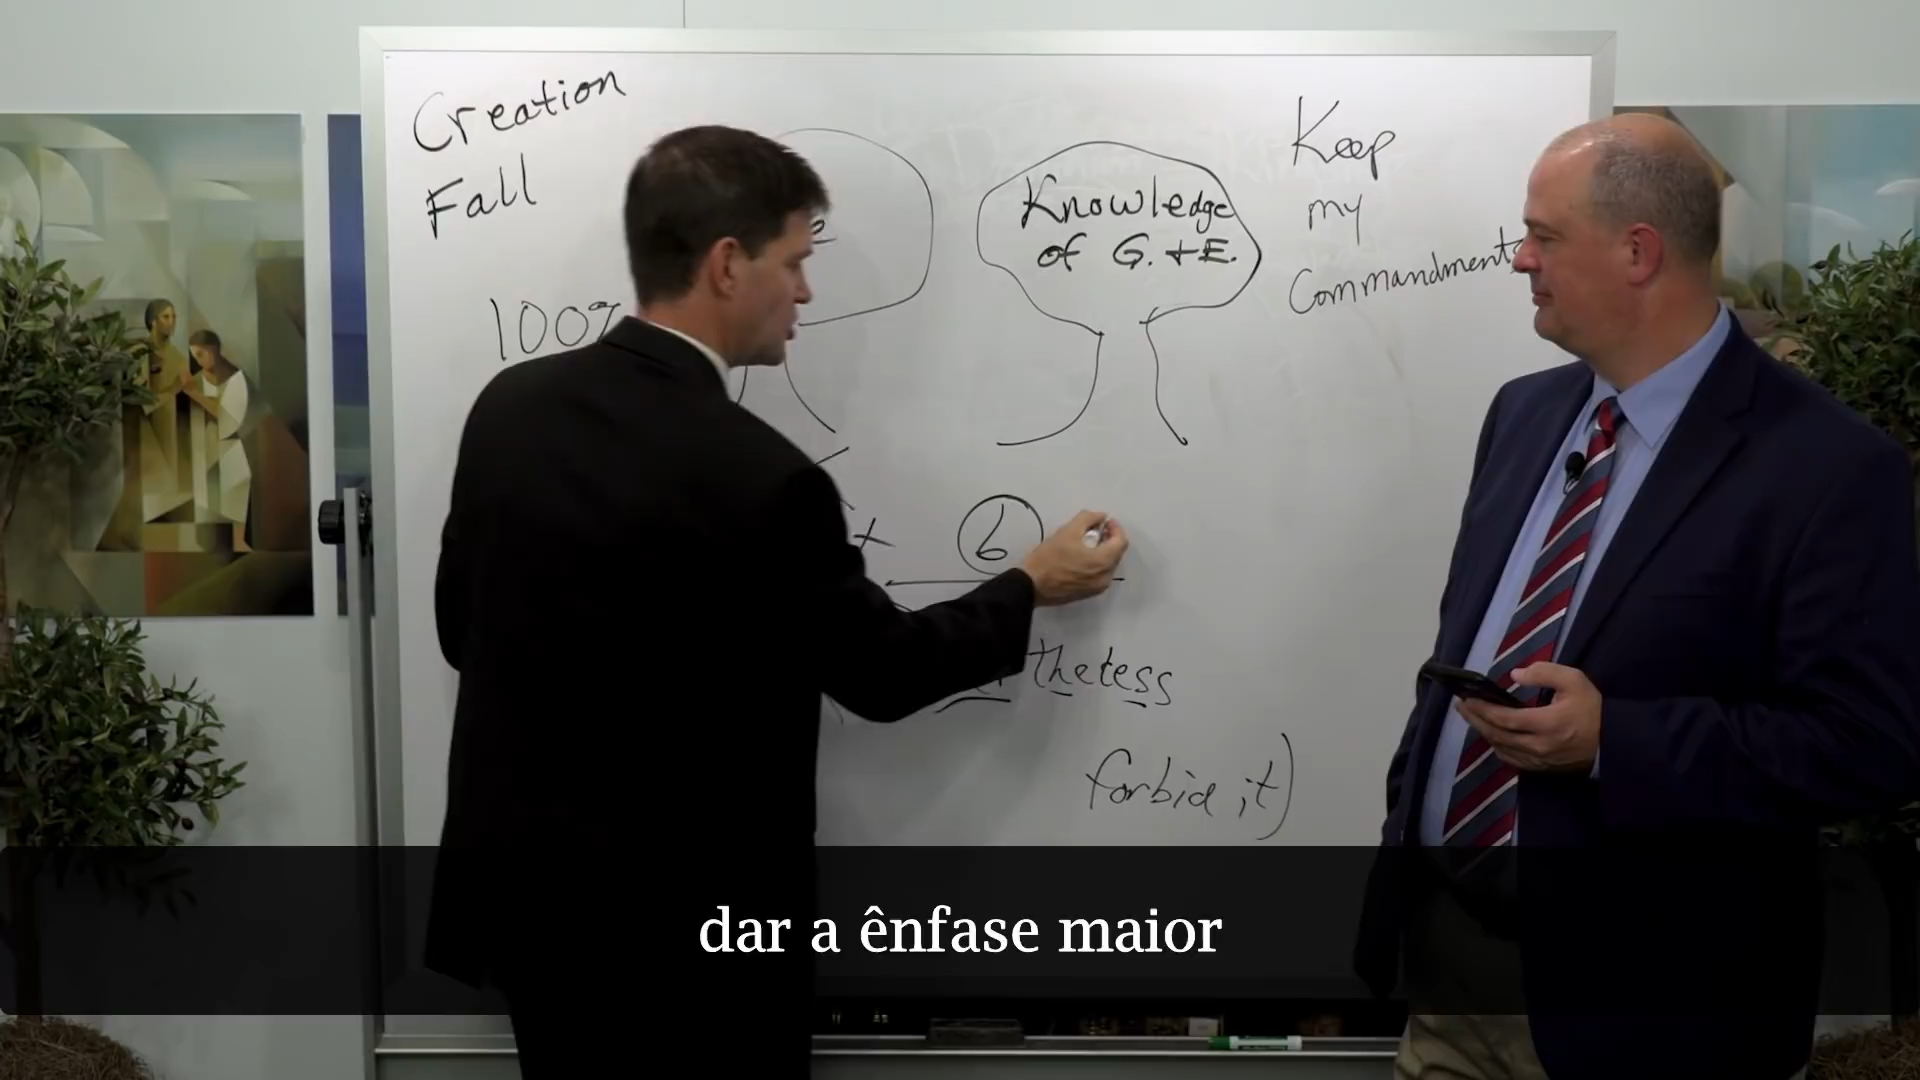 Creation
Fall
100%
Knowledge
of G. + E.
Keep
my
Commandments
+ 6
thetess
forbid it)
dar a ênfase maior